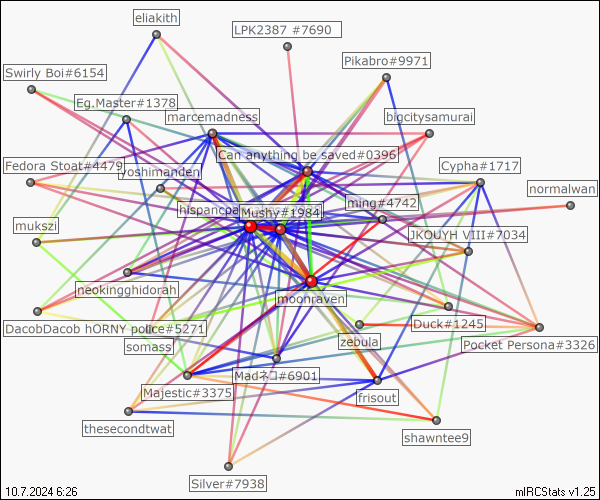 eliakith
LPK2387 #7690
Pikabro#9971
Swirly Boi#6154
Eg.Master#1378
marcemadness
bigcitysamurai
Can anything be saved#0396
Fedora Stoat#4479
yoshimanden
Cypha#1717
normalwan
ming#4742
hispancpe
Mushy#1984
mukszi
JKOUYH VIII#7034
neokingghidorah
moonraven
DacobDacob hORNY police#5271
somass
zebula
Duck#1245
Pocket Persona#3326
Madネコ#6901
Majestic#3375
frisout
thesecondtwat
shawntee9
Silver#7938
10.7.2024 6:26
mIRCStats v1.25